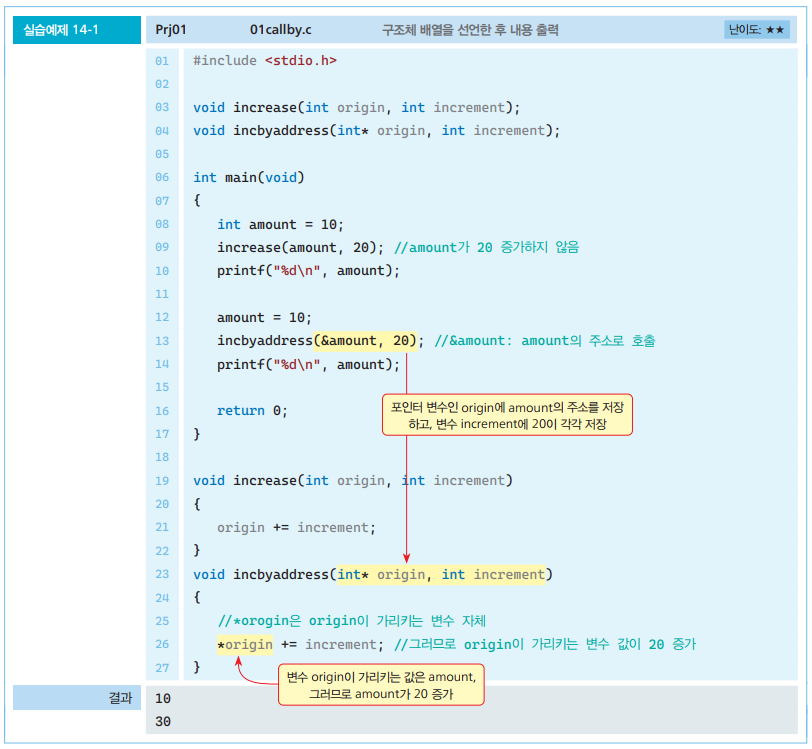 실습예제 14-1 Prj01 01callby.c 구조체 배열을 선언한 후 내용 출력 난이도: ★★
01 #include <stdio.h>
02
03 void increase(int origin, int increment);
04 void incbyaddress(int* origin, int increment);
05
06 int main(void)
07 {
08 int amount = 10;
09 increase(amount, 20); //amount가 20 증가하지 않음
10 printf("%d\n", amount);
11
12 amount = 10;
13 incbyaddress(&amount, 20); //&amount: amount의 주소로 호출
14 printf("%d\n", amount);
15
포인터 변수인 origin에 amount의 주소를 저장
16 return 0;
하고, 변수 increment에 20이 각각 저장
17 }
18
19 void increase(int origin, int increment)
20 {
21 origin += increment;
22 }
23 void incbyaddress(int* origin, int increment)
24 {
25 //*orogin은 origin이 가리키는 변수 자체
26 *origin += increment; //그러므로 origin이 가리키는 변수 값이 20 증가
27 }
변수 origin이 가리키는 값은 amount,
그러므로 amount가 20 증가
결과 10
30